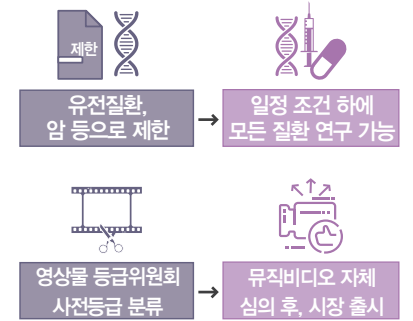 제한
유전질환,
암 등으로 제한
일정 조건 하에
모든 질환 연구 가능
영상물 등급위원회
사전등급 분류
뮤직비디오 자체
심의 후, 시장 출시